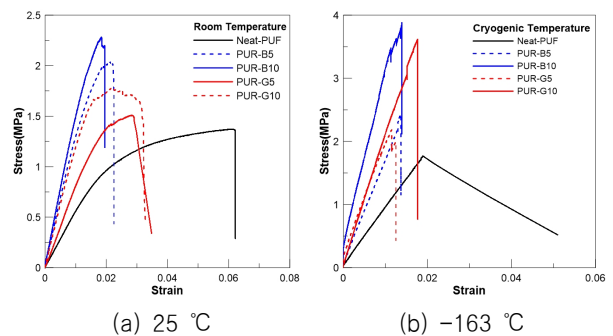 2.5
2
1.5
1
0.5
0
Stress(MPa)
0 0.02 0.04 0.06 0.08
Strain
Room Temperature
Neat-PUF
PUR-B5
PUR-B10
PUR-G5
PUR-G10
(a) 25 ℃
4
3
2
1
0
Stress(MPa)
0 0.02 0.04 0.06
Strain
Cryogenic Temperature
Neat-PUF
PUR-B5
PUR-B10
PUR-G5
PUR-G10
(b) -163 ℃